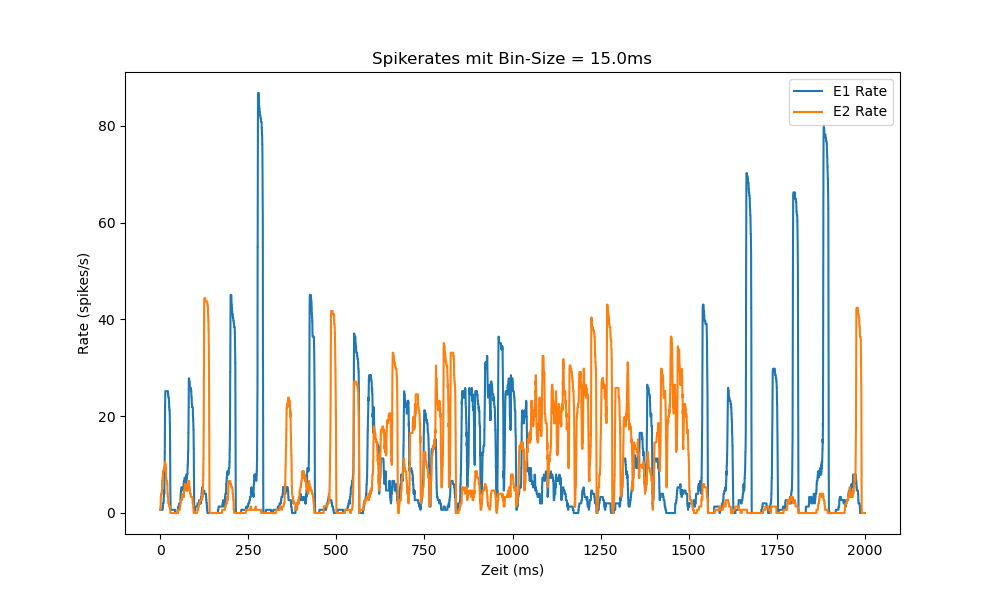 Spikerates mit Bin-Size = 15.0ms
E1 Rate
E2 Rate
Rate (spikes/s)
80
60
40
20
0
0 250 500 750 1000 1250 1500 1750 2000
Zeit (ms)